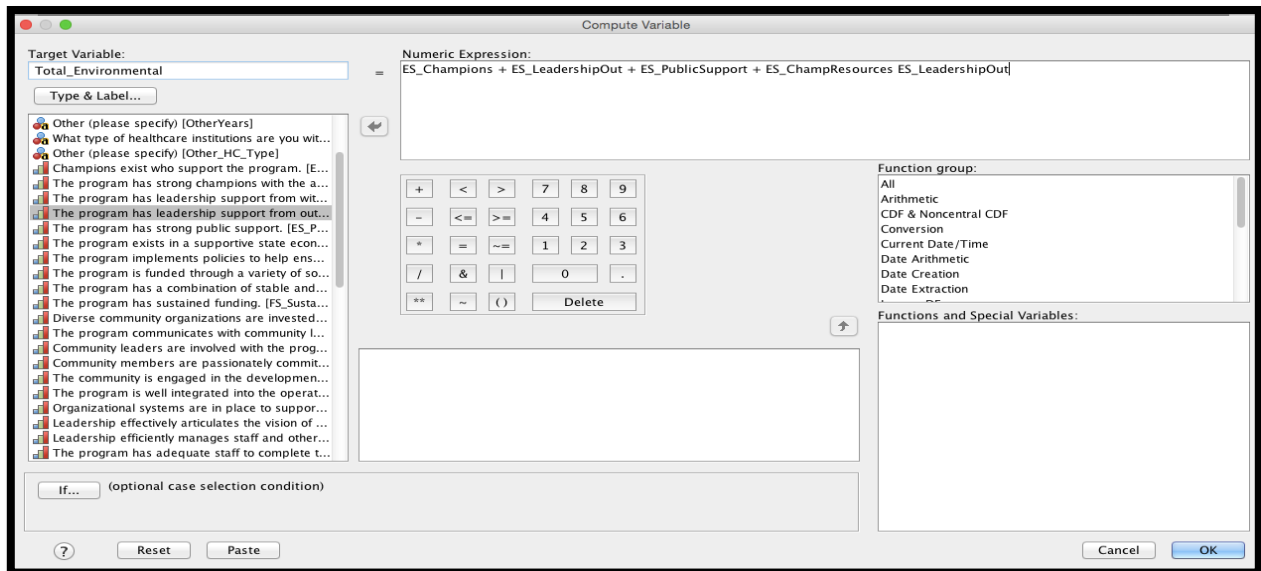 Compute Variable
Target Variable:
Total_Environmental
Type & Label...
=
Numeric Expression:
ES_Champions + ES_LeadershipOut + ES_PublicSupport + ES_ChampResources ES_LeadershipOut
Other (please specify) [OtherYears]
What type of healthcare institutions are you wit...
Other (please specify) [Other_HC_Type]
Champions exist who support the program. [E...
The program has strong champions with the a...
The program has leadership support from wit...
The program has leadership support from out...
The program has strong public support. [ES_P...
The program exists in a supportive state econ...
The program implements policies to help ens...
The program is funded through a variety of so...
The program has a combination of stable and...
The program has sustained funding. [FS_Susta...
Diverse community organizations are invested...
The program communicates with community l...
Community leaders are involved with the prog...
Community members are passionately commit...
The community is engaged in the developmen...
The program is well integrated into the operat...
Organizational systems are in place to suppor...
Leadership effectively articulates the vision of ...
Leadership efficiently manages staff and other...
The program has adequate staff to complete t...
+ < > 7 8 9
- <= >= 4 5 6
* = ~= 1 2 3
/ & | 0 .
** ~ () Delete
Function group:
All
Arithmetic
CDF & Noncentral CDF
Conversion
Current Date/Time
Date Arithmetic
Date Creation
Date Extraction
Functions and Special Variables:
If... (optional case selection condition)
? Reset Paste Cancel OK